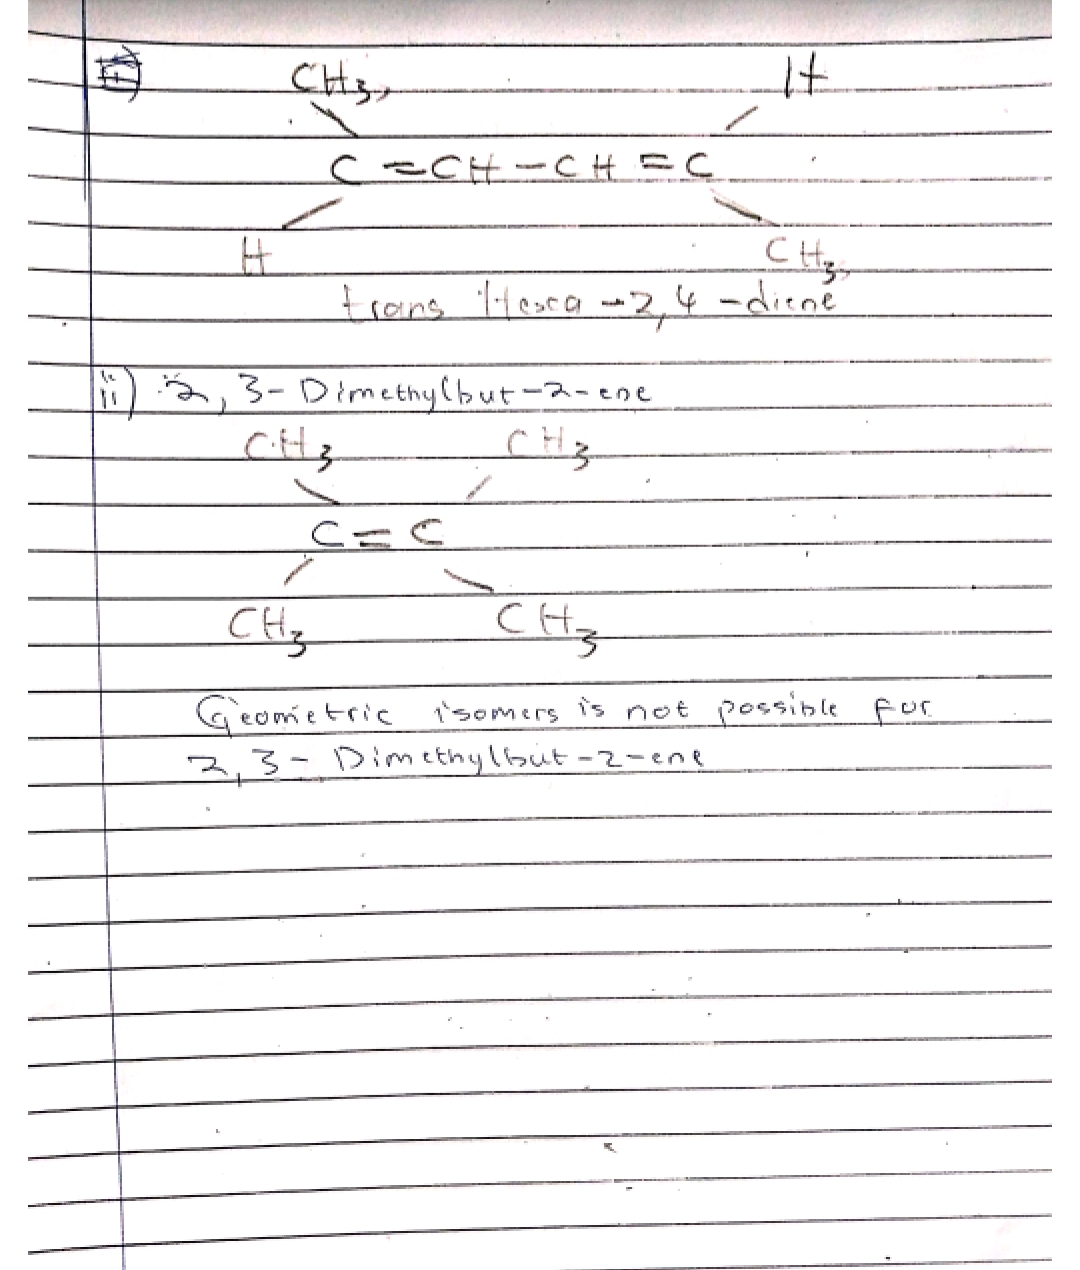 CH3 H
C = CH - CH = C
H CH3
trans Hexa-2,4-diene
ii) 2,3-Dimethylbut-2-ene
CH3 CH3
C = C
CH3 CH3
Geometric isomers is not possible for
2,3-Dimethylbut-2-ene